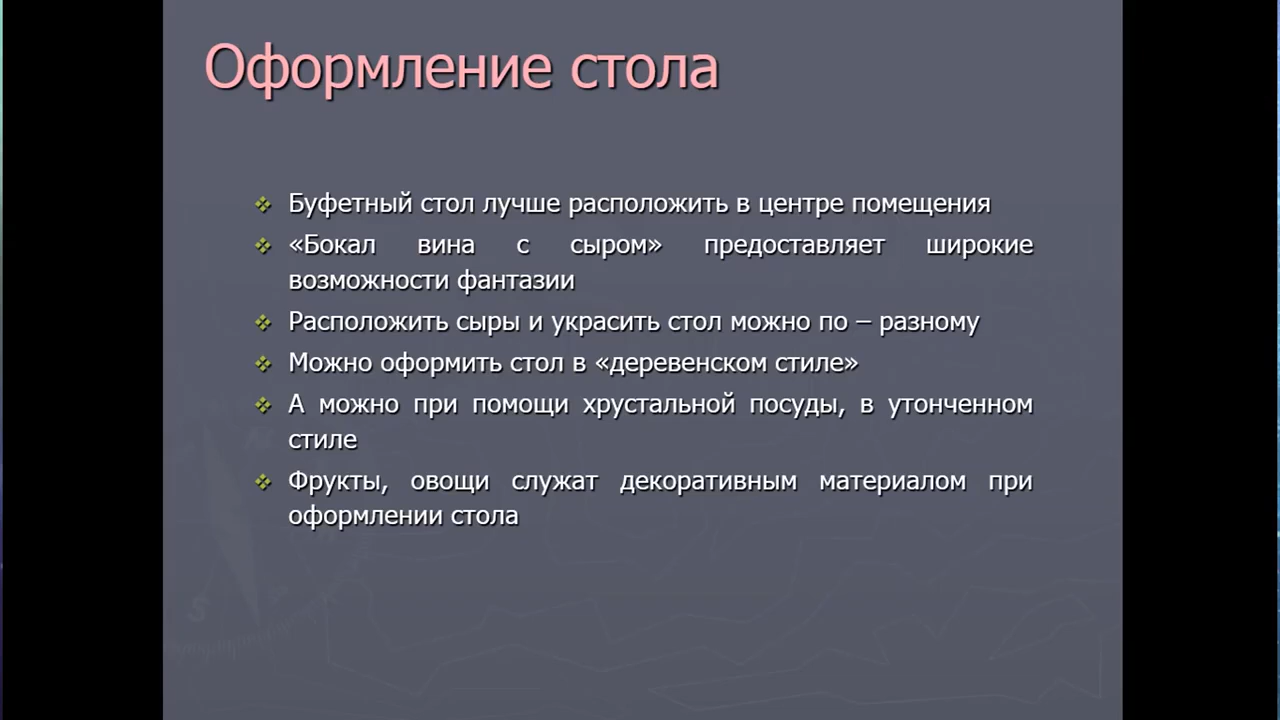 Оформление стола
Буфетный стол лучше расположить в центре помещения
«Бокал вина с сыром» предоставляет широкие
возможности фантазии
Расположить сыры и украсить стол можно по – разному
Можно оформить стол в «деревенском стиле»
А можно при помощи хрустальной посуды, в утонченном
стиле
Фрукты, овощи служат декоративным материалом при
оформлении стола